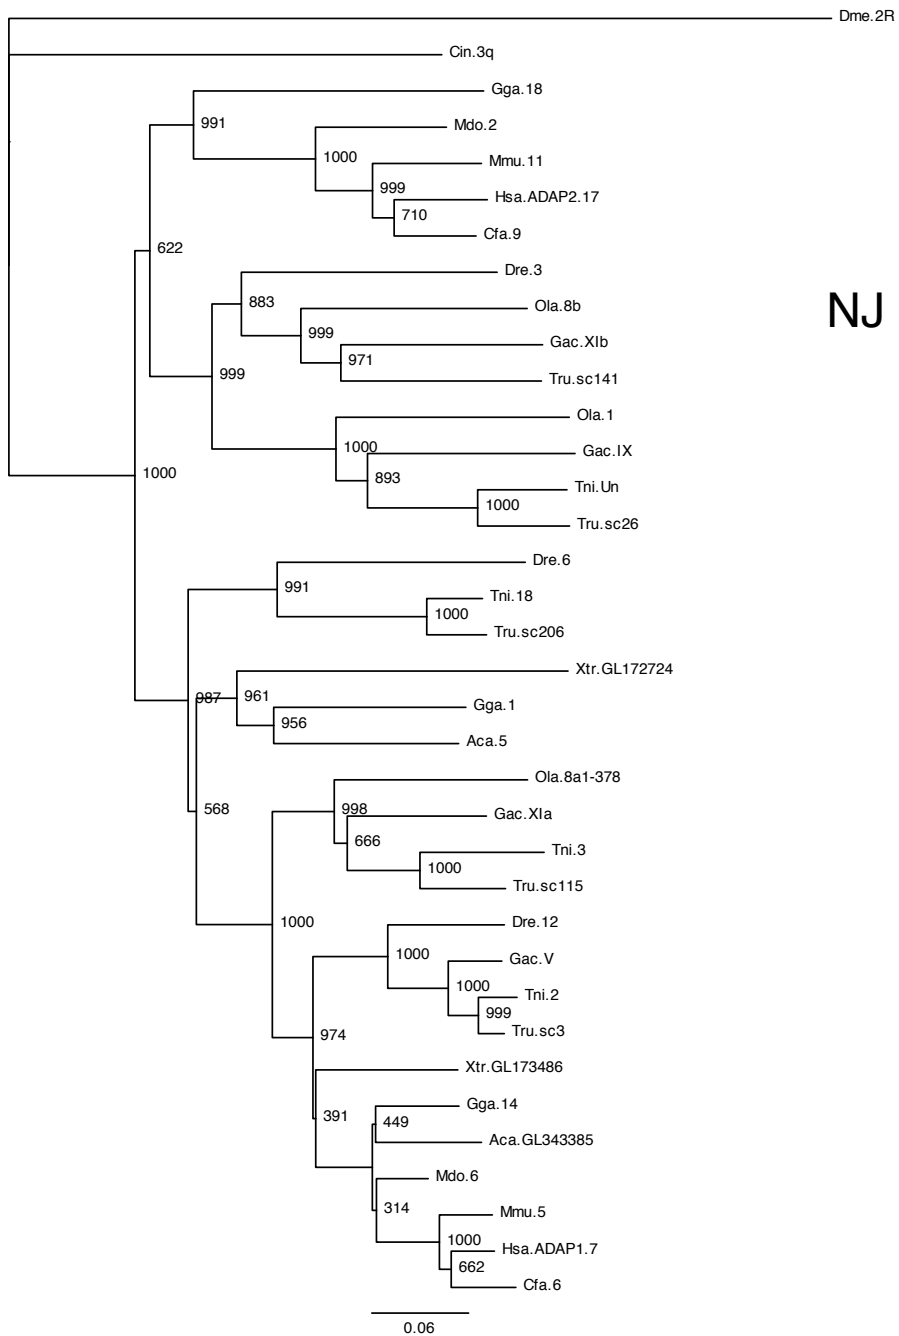 Dme.2R
Cin.3q
Gga.18
991
Mdo.2
1000
Mmu.11
999
Hsa.ADAP2.17
710
Cfa.9
622
Dre.3
883
Ola.8b
NJ
999
Gac.XIb
971
999
Tru.sc141
Ola.1
1000
Gac.IX
1000
893
Tni.Un
1000
Tru.sc26
Dre.6
991
Tni.18
1000
Tru.sc206
Xtr.GL172724
987
961
Gga.1
956
Aca.5
Ola.8a1-378
568
998
Gac.XIa
666
Tni.3
1000
Tru.sc115
1000
Dre.12
1000
Gac.V
1000
Tni.2
999
Tru.sc3
974
Xtr.GL173486
391
Gga.14
449
Aca.GL343385
Mdo.6
314
Mmu.5
1000
Hsa.ADAP1.7
662
Cfa.6
0.06